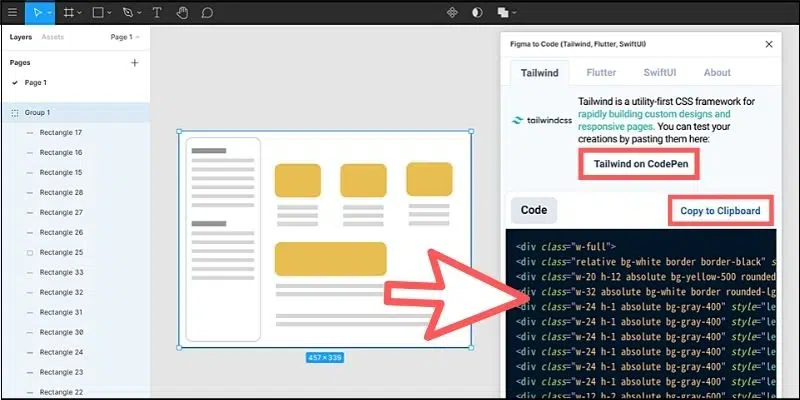 Layers
Assets
Page 1
Pages
Page 1
Group 1
Rectangle 17
Rectangle 16
Rectangle 15
Rectangle 28
Rectangle 27
Rectangle 26
Rectangle 25
Rectangle 33
Rectangle 32
Rectangle 31
Rectangle 30
Rectangle 24
Rectangle 23
Rectangle 22
457 × 339
Figma to Code (Tailwind, Flutter, SwiftUI)
Tailwind
Flutter
SwiftUI
About
tailwindcss
Tailwind is a utility-first CSS framework for
rapidly building custom designs and
responsive pages. You can test your
creations by pasting them here:
Tailwind on CodePen
Code
Copy to Clipboard
<div class="w-full">
<div class="relative bg-white border border-black" s
<div class="w-20 h-12 absolute bg-yellow-500 rounded
<div class="w-32 absolute bg-white border rounded-lg
<div class="w-24 h-1 absolute bg-gray-400" style="le
<div class="w-24 h-1 absolute bg-gray-400" style="le
<div class="w-24 h-1 absolute bg-gray-400" style="le
<div class="w-24 h-1 absolute bg-gray-400" style="le
<div class="w-24 h-1 absolute bg-gray-400" style="le
<div class="w-24 h-1 absolute bg-gray-400" style="le
<div class="w-12 h-2 absolute bg-gray-600" style="le